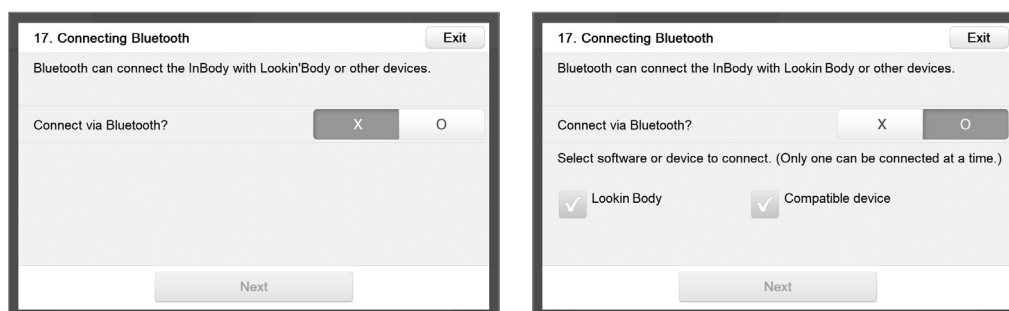 17. Connecting Bluetooth
Exit
Bluetooth can connect the InBody with Lookin'Body or other devices.
Connect via Bluetooth?
X
O
Next
17. Connecting Bluetooth
Exit
Bluetooth can connect the InBody with Lookin Body or other devices.
Connect via Bluetooth?
X
O
Select software or device to connect. (Only one can be connected at a time.)
Lookin Body
Compatible device
Next